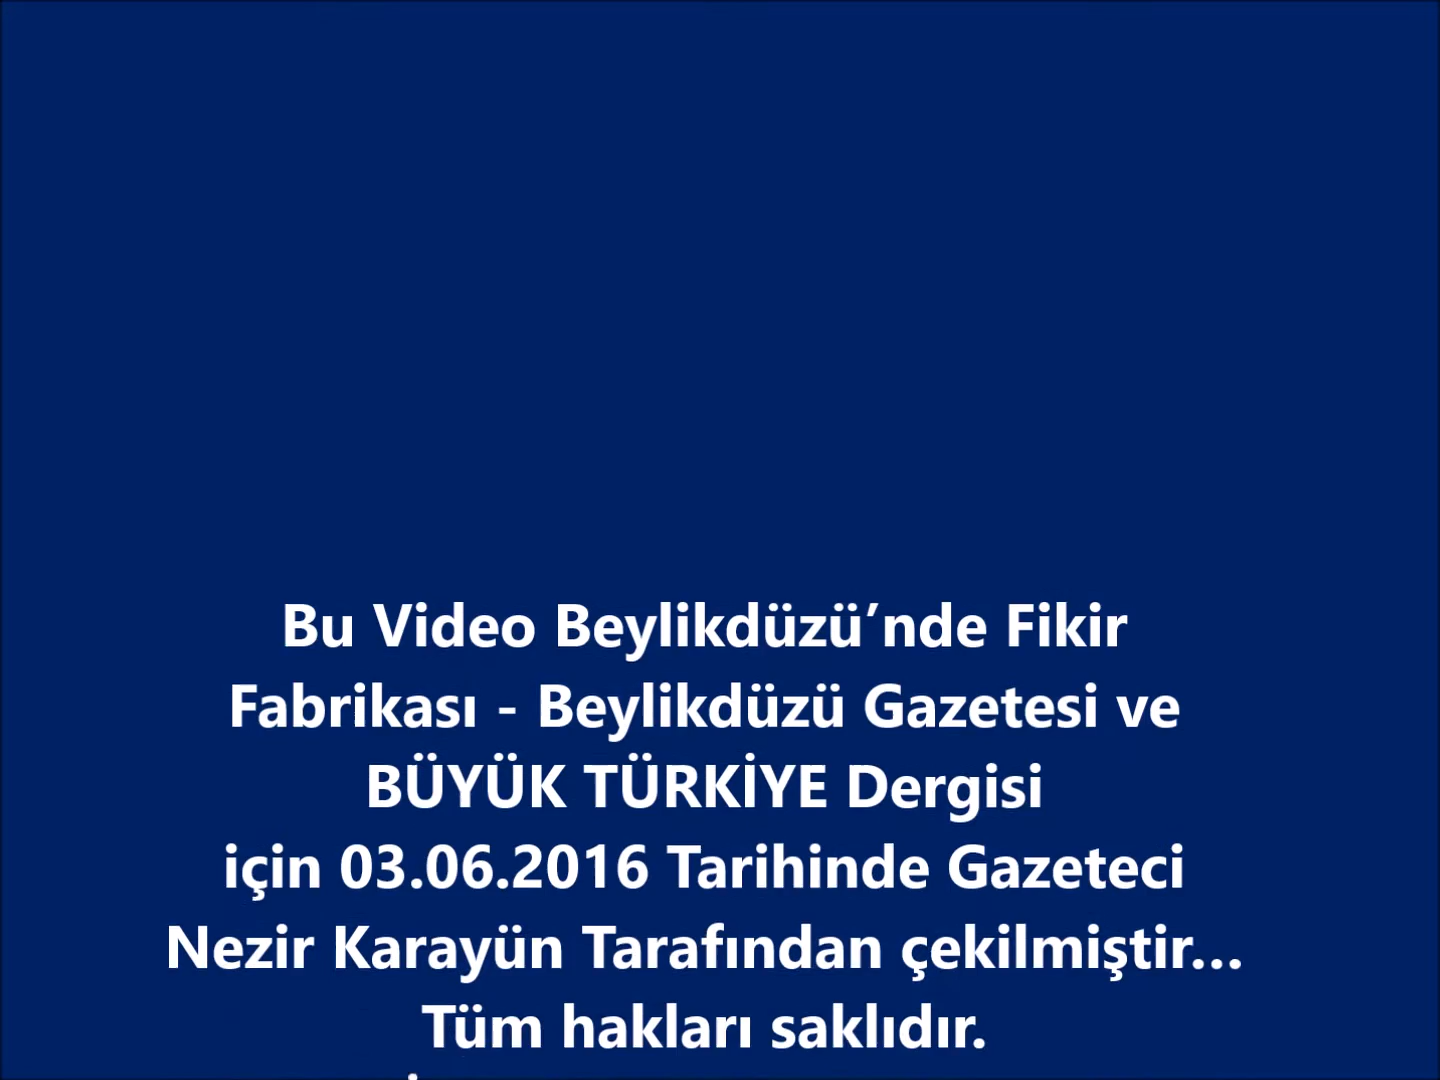 Bu Video Beylikdüzü’nde Fikir
Fabrikası - Beylikdüzü Gazetesi ve
BÜYÜK TÜRKİYE Dergisi
için 03.06.2016 Tarihinde Gazeteci
Nezir Karayün Tarafından çekilmiştir...
Tüm hakları saklıdır.